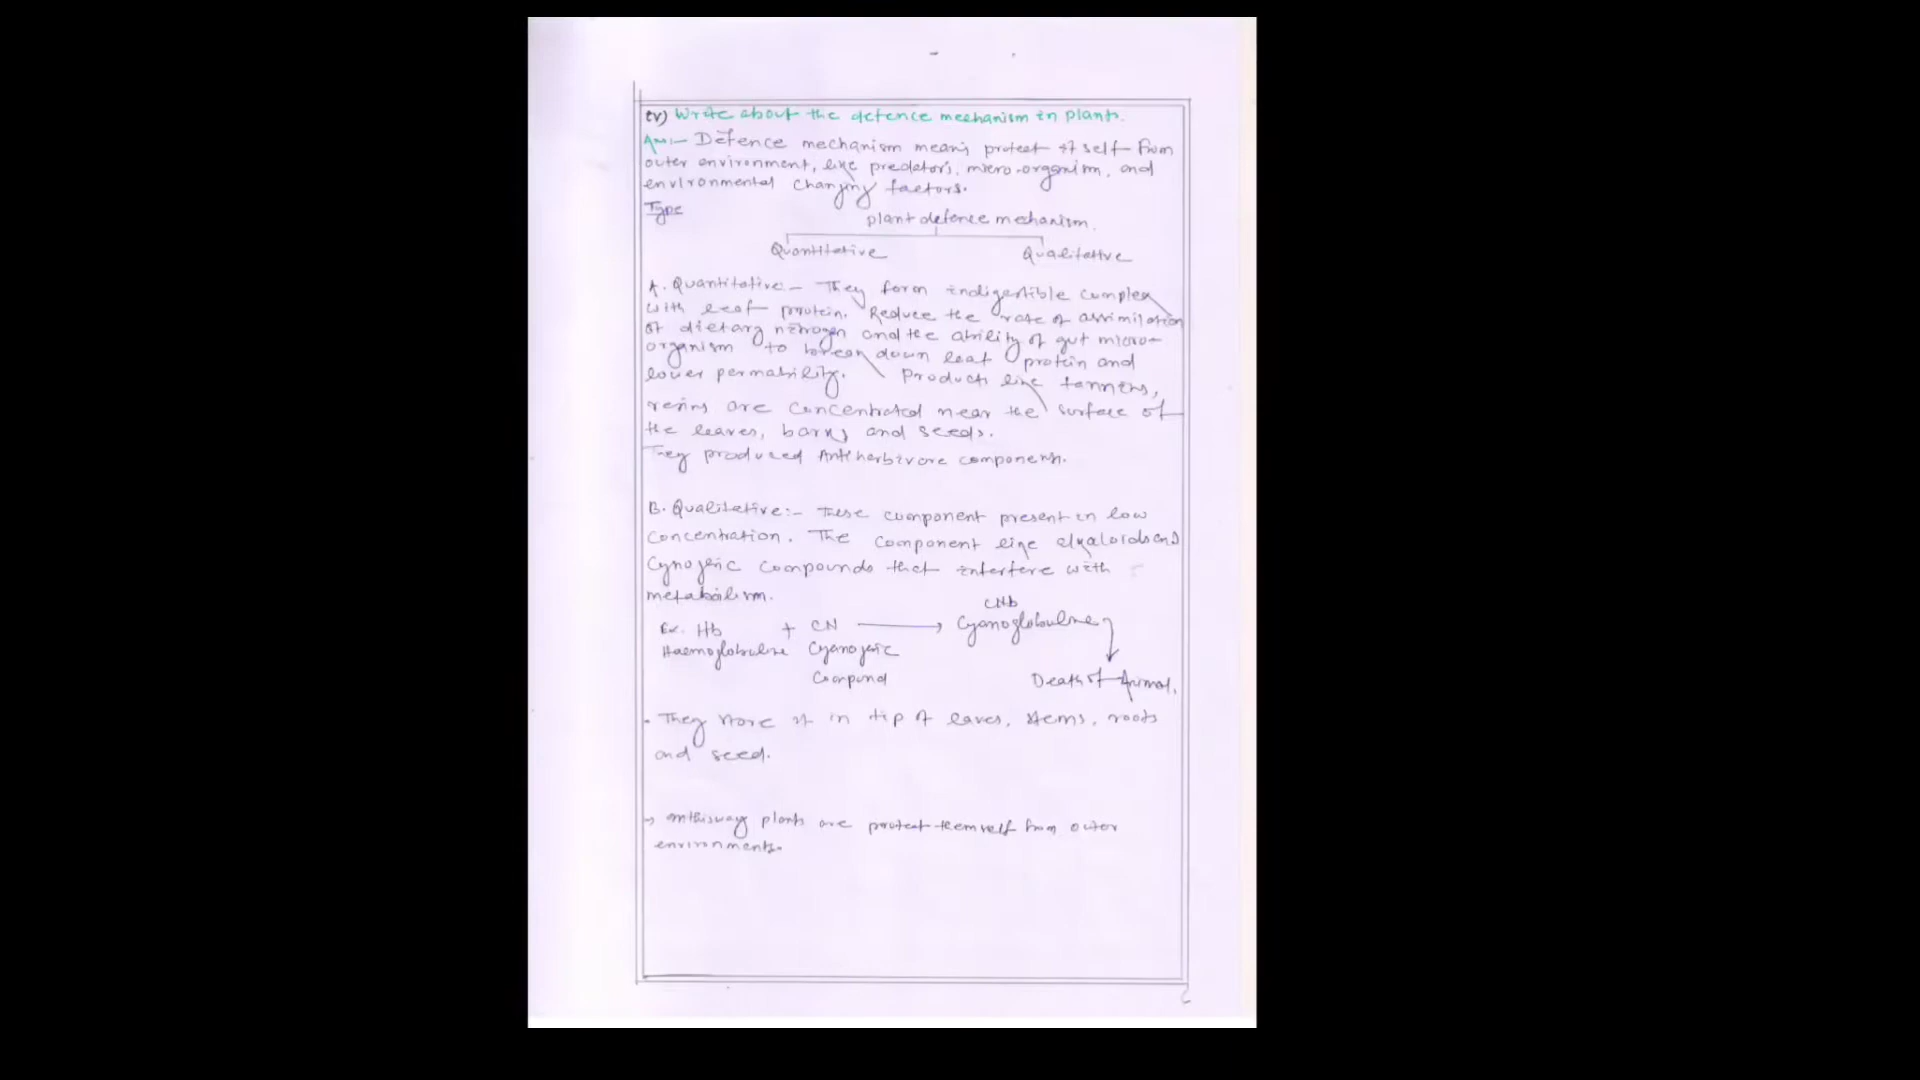 iv) Write about the defence mechanism in plants.
Ans:- Defence mechanism means protect itself from
outer environment, like predators, micro-organism, and
environmental changing factors.
Type
plant defence mechanism.
Quantitative Qualitative
A. Quantitative:- They form indigestible complex
with leaf protein. Reduce the rate of assimilation
of dietary nitrogen and the ability of gut micro-
organism to break down leaf protein and
lower permability. Products like tannens,
resins are concentrated near the surface of
the leaves, barks and seeds.
They produced Antiherbivore components.
B. Qualitative:- These component present in low
concentration. The component like alkaloids and
Cynogenic compounds that interfere with
metabolism.
CNb
Ex. Hb + CN → Cyanoglobuline
Haemoglobuline Cyanogenic
Compund Death of Animal.
- They store it in tip of leaves, stems, roots
and seed.
→ In this way plants are protect themself from outer
environments.